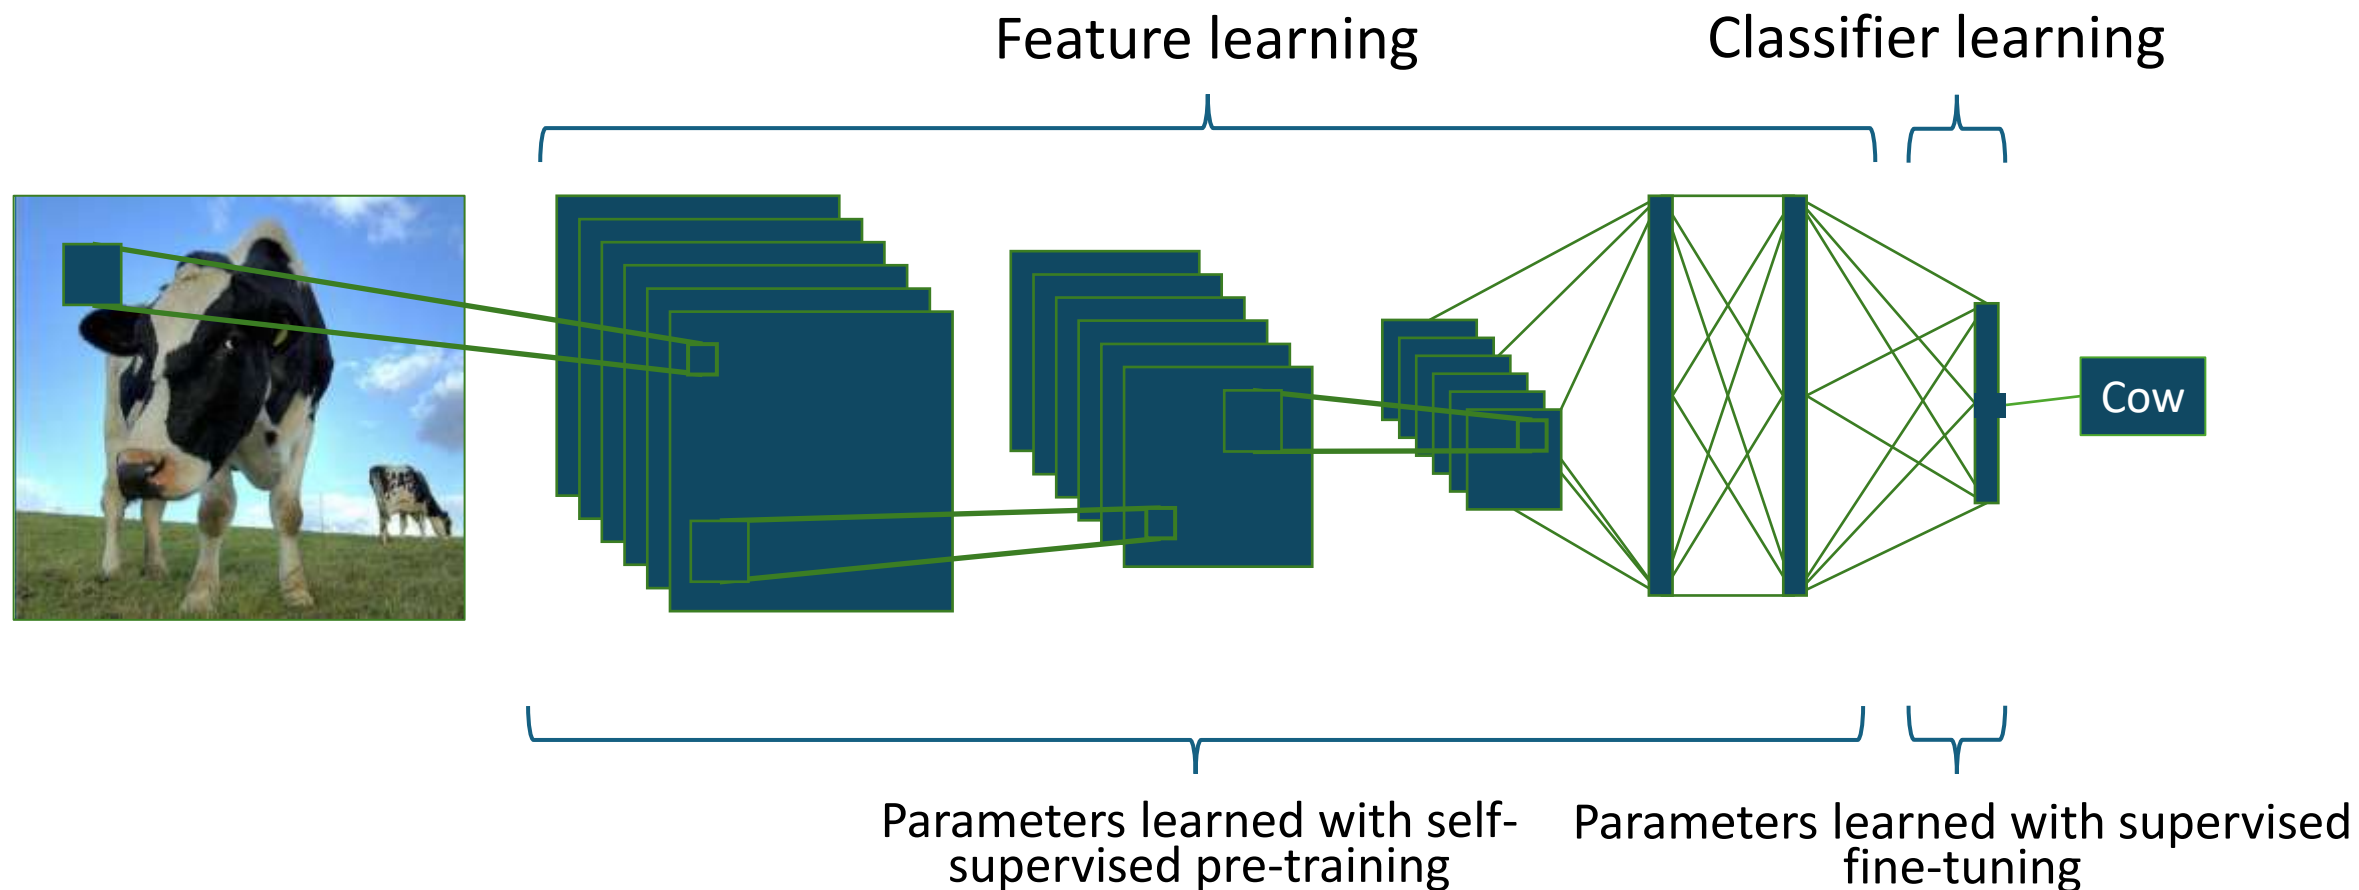 Feature learning
Classifier learning
Cow
Parameters learned with self-
supervised pre-training
Parameters learned with supervised
fine-tuning